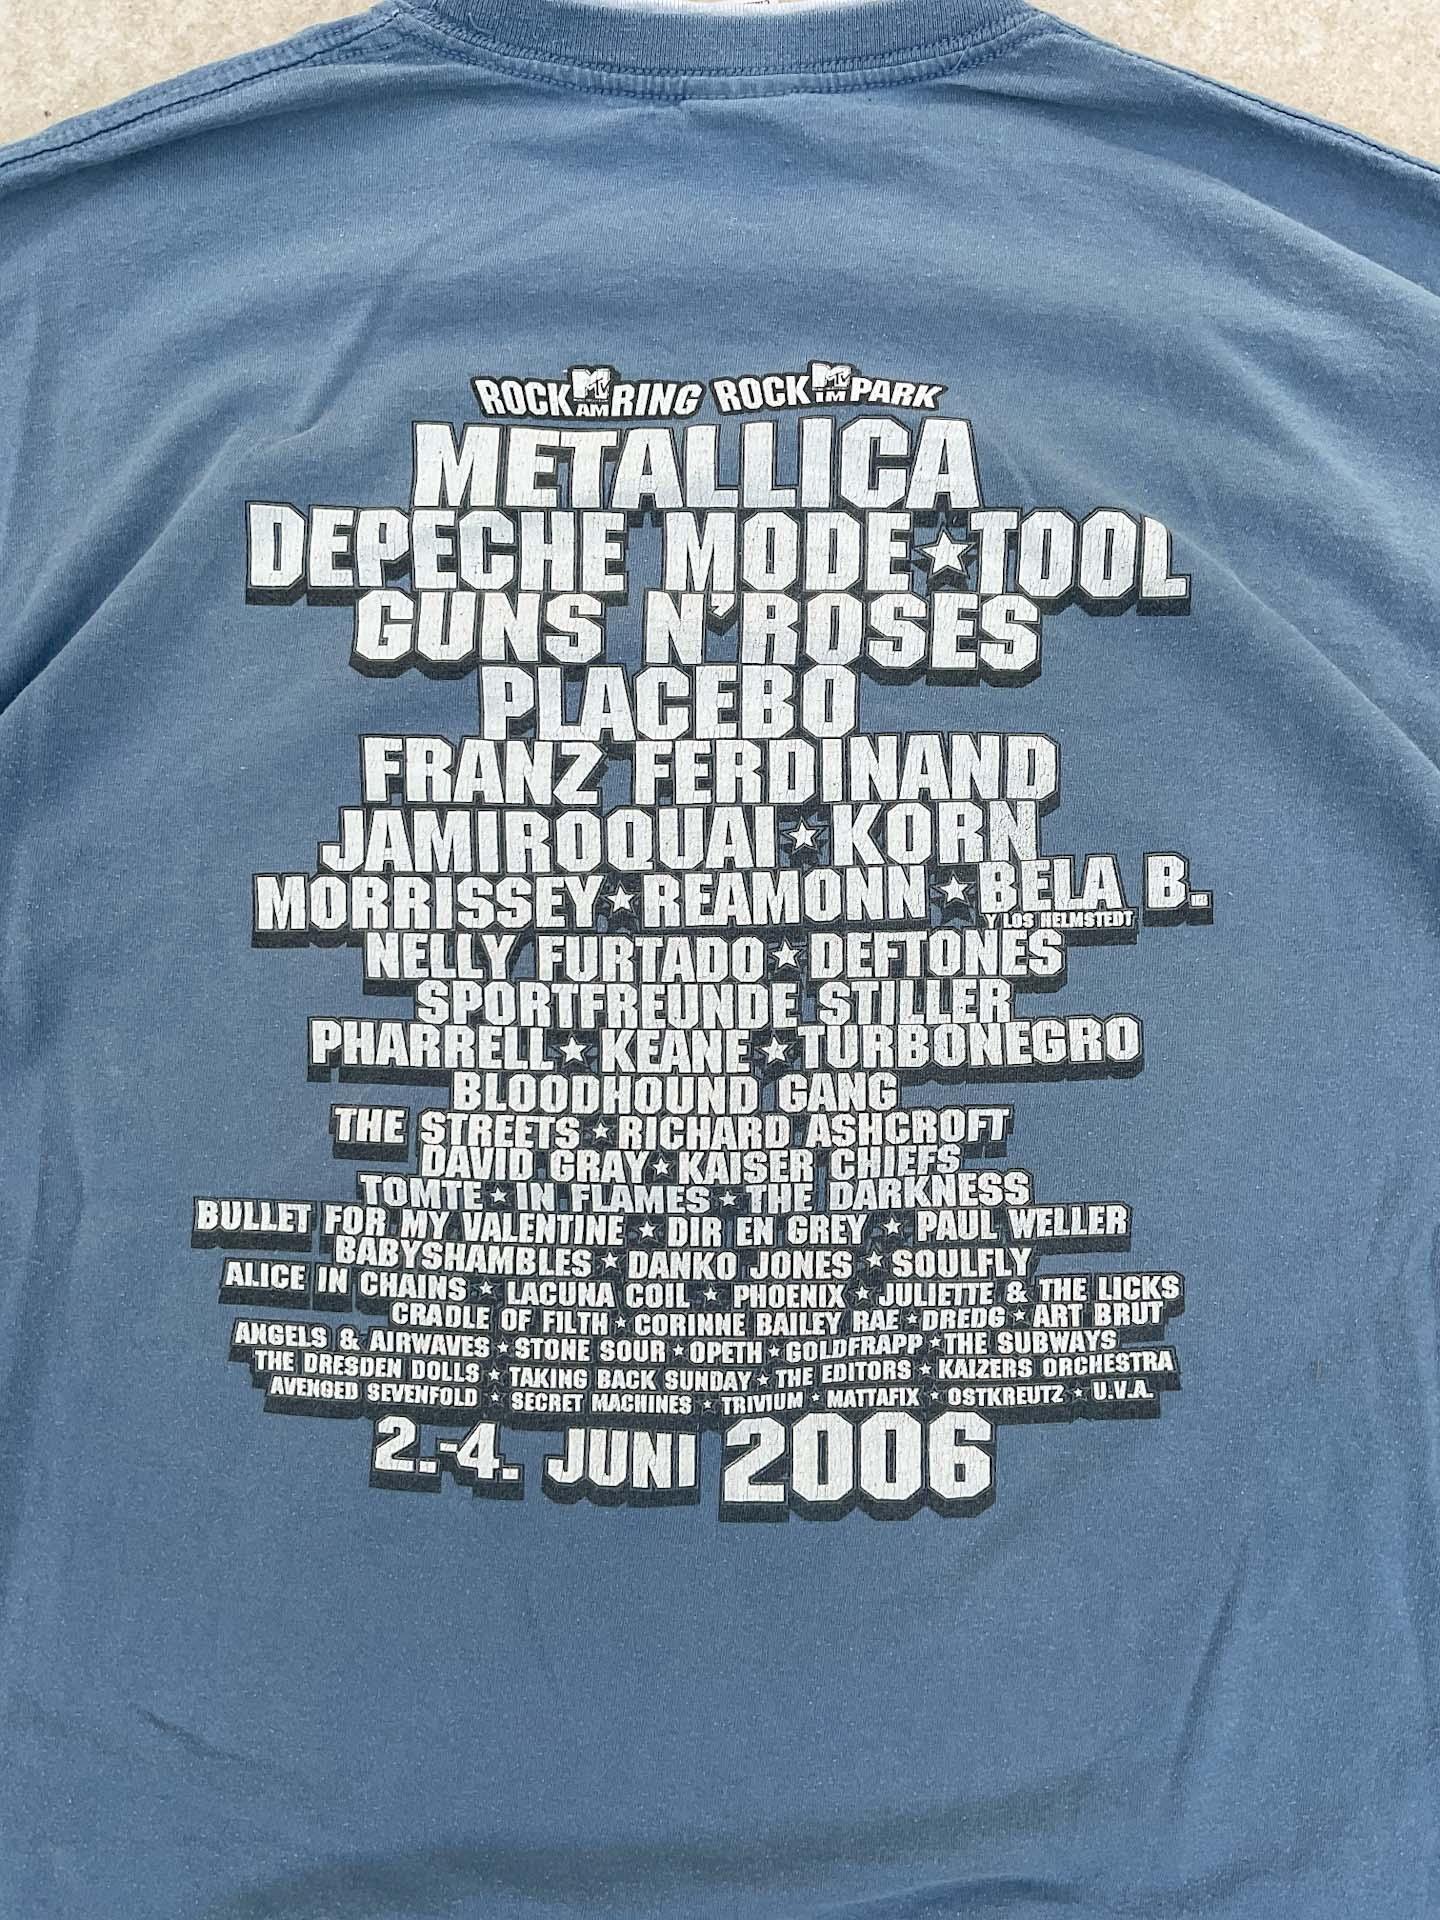 ROCK AM RING ROCK IM PARK
METALLICA
DEPECHE MODE ★ TOOL
GUNS N' ROSES
PLACEBO
FRANZ FERDINAND
JAMIROQUAI ★ KORN
MORRISSEY ★ REAMONN ★ BELA B.
Y LOS HELMSTEDT
NELLY FURTADO ★ DEFTONES
SPORTFREUNDE STILLER
PHARRELL ★ KEANE ★ TURBONEGRO
BLOODHOUND GANG
THE STREETS ★ RICHARD ASHCROFT
DAVID GRAY ★ KAISER CHIEFS
TOMTE ★ IN FLAMES ★ THE DARKNESS
BULLET FOR MY VALENTINE ★ DIR EN GREY ★ PAUL WELLER
BABYSHAMBLES ★ DANKO JONES ★ SOULFLY
ALICE IN CHAINS ★ LACUNA COIL ★ PHOENIX ★ JULIETTE & THE LICKS
CRADLE OF FILTH ★ CORINNE BAILEY RAE ★ DREDG ★ ART BRUT
ANGELS & AIRWAVES ★ STONE SOUR ★ OPETH ★ GOLDFRAPP ★ THE SUBWAYS
THE DRESDEN DOLLS ★ TAKING BACK SUNDAY ★ THE EDITORS ★ KAIZERS ORCHESTRA
AVENGED SEVENFOLD ★ SECRET MACHINES ★ TRIVIUM ★ MATTAFIX ★ OSTKREUTZ ★ U.V.A.
2.-4. JUNI 2006